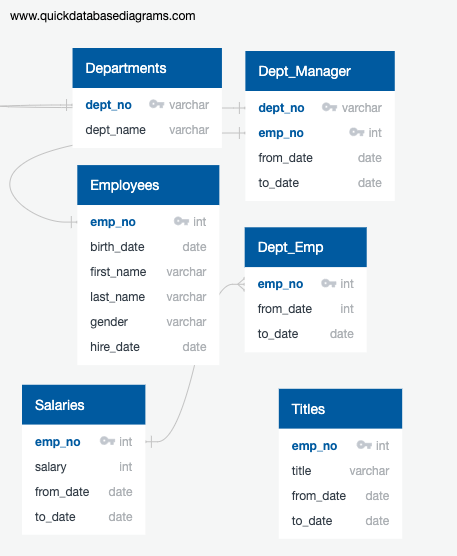 www.quickdatabasediagrams.com
Departments
dept_no varchar
dept_name varchar
Dept_Manager
dept_no varchar
emp_no int
from_date date
to_date date
Employees
emp_no int
birth_date date
first_name varchar
last_name varchar
gender varchar
hire_date date
Dept_Emp
emp_no int
from_date int
to_date date
Salaries
emp_no int
salary int
from_date date
to_date date
Titles
emp_no int
title varchar
from_date date
to_date date